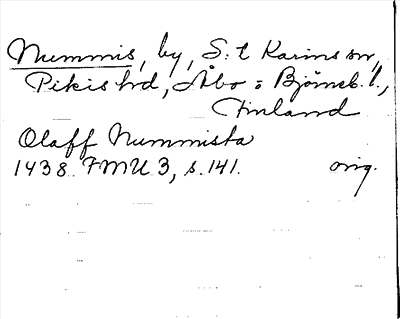 Nummis, by, S:t Karins sn,
Pikis hd, Åbo o Björneb. l.,
Finland
Olaff Nummista
1438 FMU 3, s. 141. orig.